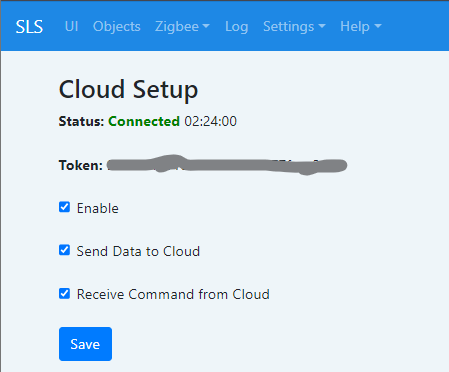 SLS UI Objects Zigbee Log Settings Help
Cloud Setup
Status: Connected 02:24:00
Token:
Enable
Send Data to Cloud
Receive Command from Cloud
Save